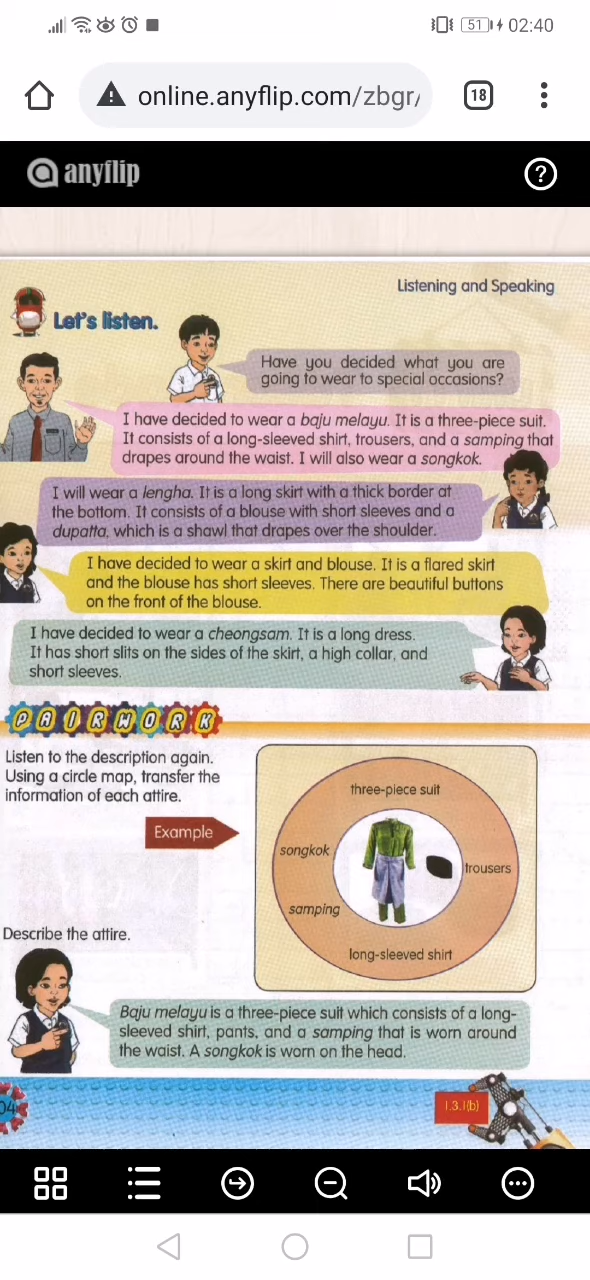 51 02:40
online.anyflip.com/zbgr/
18
anyflip
?
Listening and Speaking
Let's listen.
Have you decided what you are
going to wear to special occasions?
I have decided to wear a baju melayu. It is a three-piece suit.
It consists of a long-sleeved shirt, trousers, and a samping that
drapes around the waist. I will also wear a songkok.
I will wear a lengha. It is a long skirt with a thick border at
the bottom. It consists of a blouse with short sleeves and a
dupatta, which is a shawl that drapes over the shoulder.
I have decided to wear a skirt and blouse. It is a flared skirt
and the blouse has short sleeves. There are beautiful buttons
on the front of the blouse.
I have decided to wear a cheongsam. It is a long dress.
It has short slits on the sides of the skirt, a high collar, and
short sleeves.
PAIRWORK
Listen to the description again.
Using a circle map, transfer the
information of each attire.
Example
three-piece suit
songkok
trousers
samping
long-sleeved shirt
Describe the attire.
Baju melayu is a three-piece suit which consists of a long-
sleeved shirt, pants, and a samping that is worn around
the waist. A songkok is worn on the head.
04
1.3.1(b)